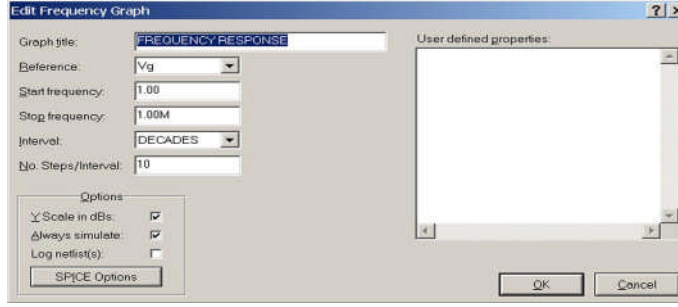 Edit Frequency Graph
Graph title: FREQUENCY RESPONSE
Reference: Vg
Start frequency: 1.00
Stop frequency: 1.00M
Interval: DECADES
No. Steps/Interval: 10
Options
Y Scale in dBs:
Always simulate:
Log netlist(s):
SPICE Options
User defined properties:
OK
Cancel